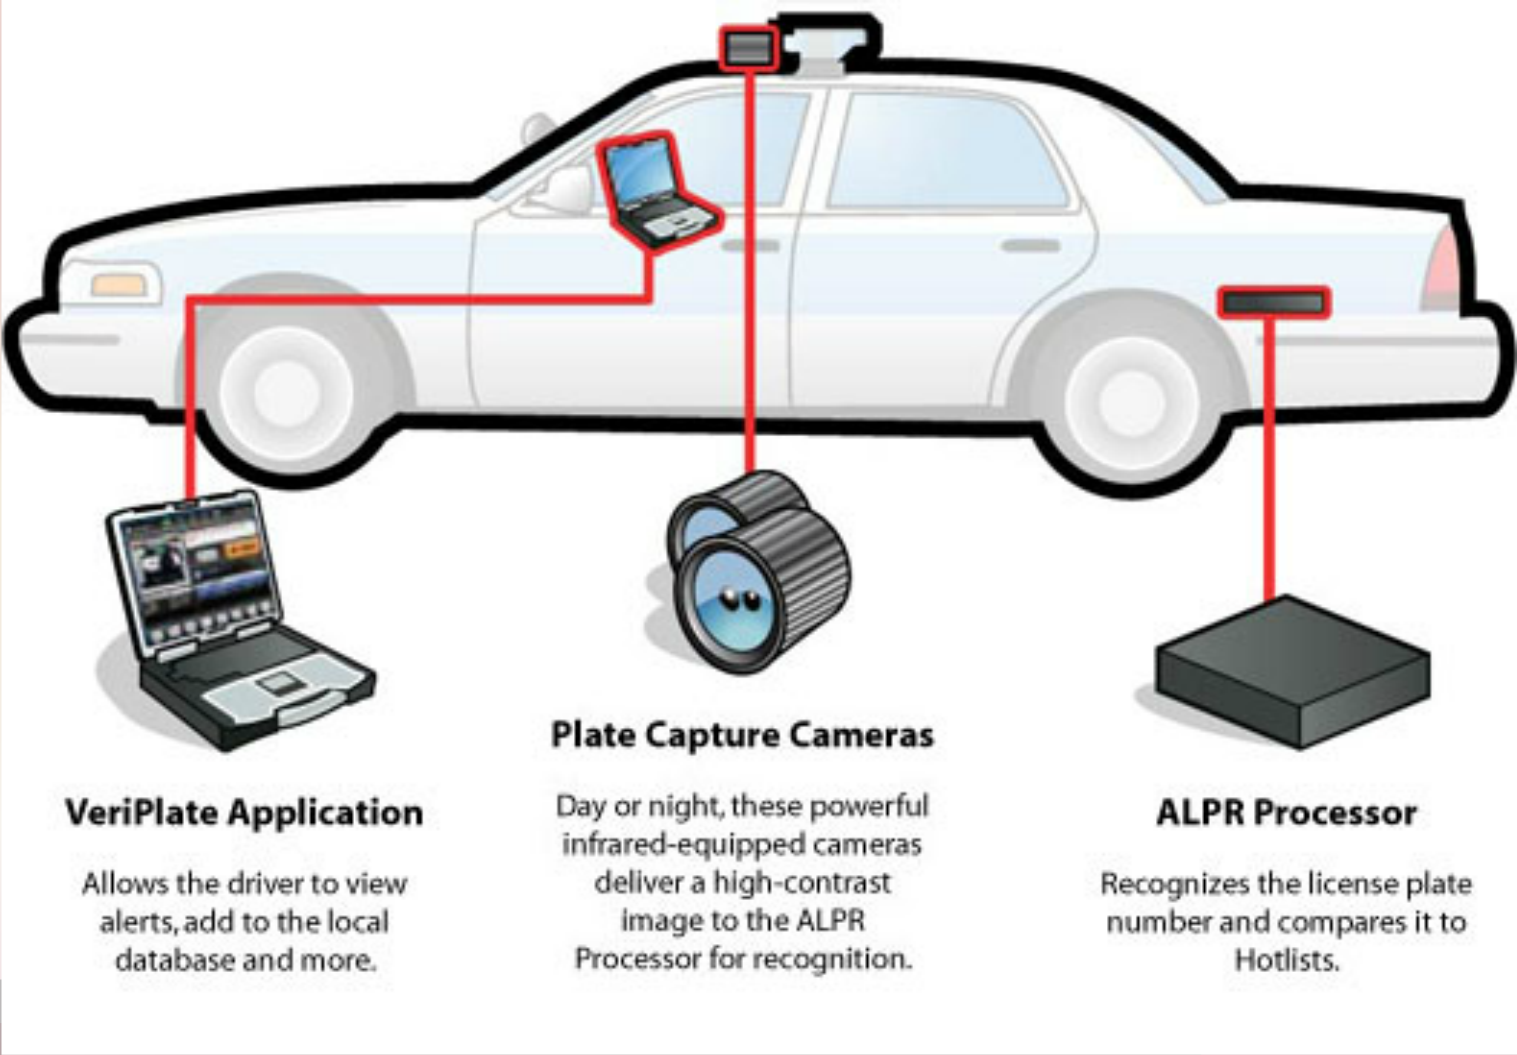 VeriPlate Application
Allows the driver to view
alerts, add to the local
database and more.
Plate Capture Cameras
Day or night, these powerful
infrared-equipped cameras
deliver a high-contrast
image to the ALPR
Processor for recognition.
ALPR Processor
Recognizes the license plate
number and compares it to
Hotlists.